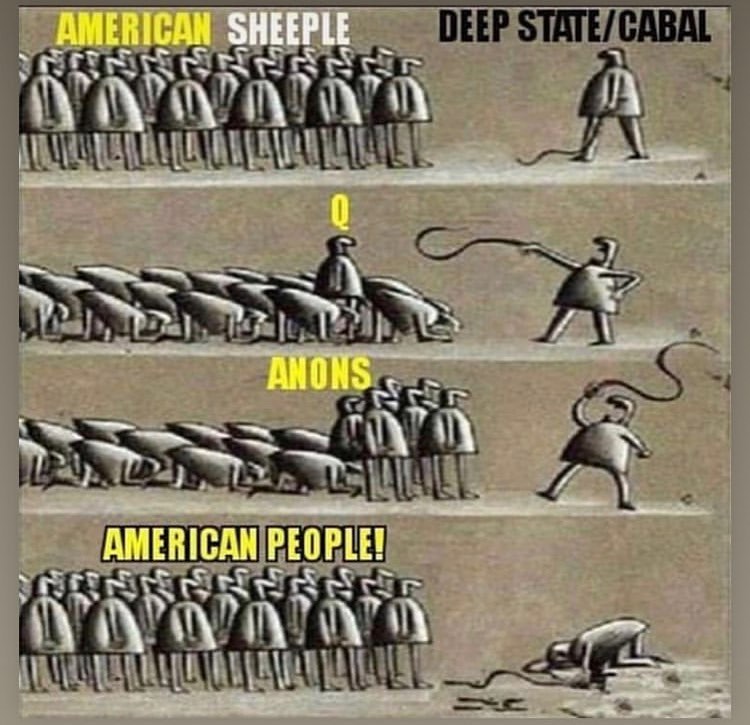 AMERICAN SHEEPLE
DEEP STATE/CABAL
Q
ANONS
AMERICAN PEOPLE!